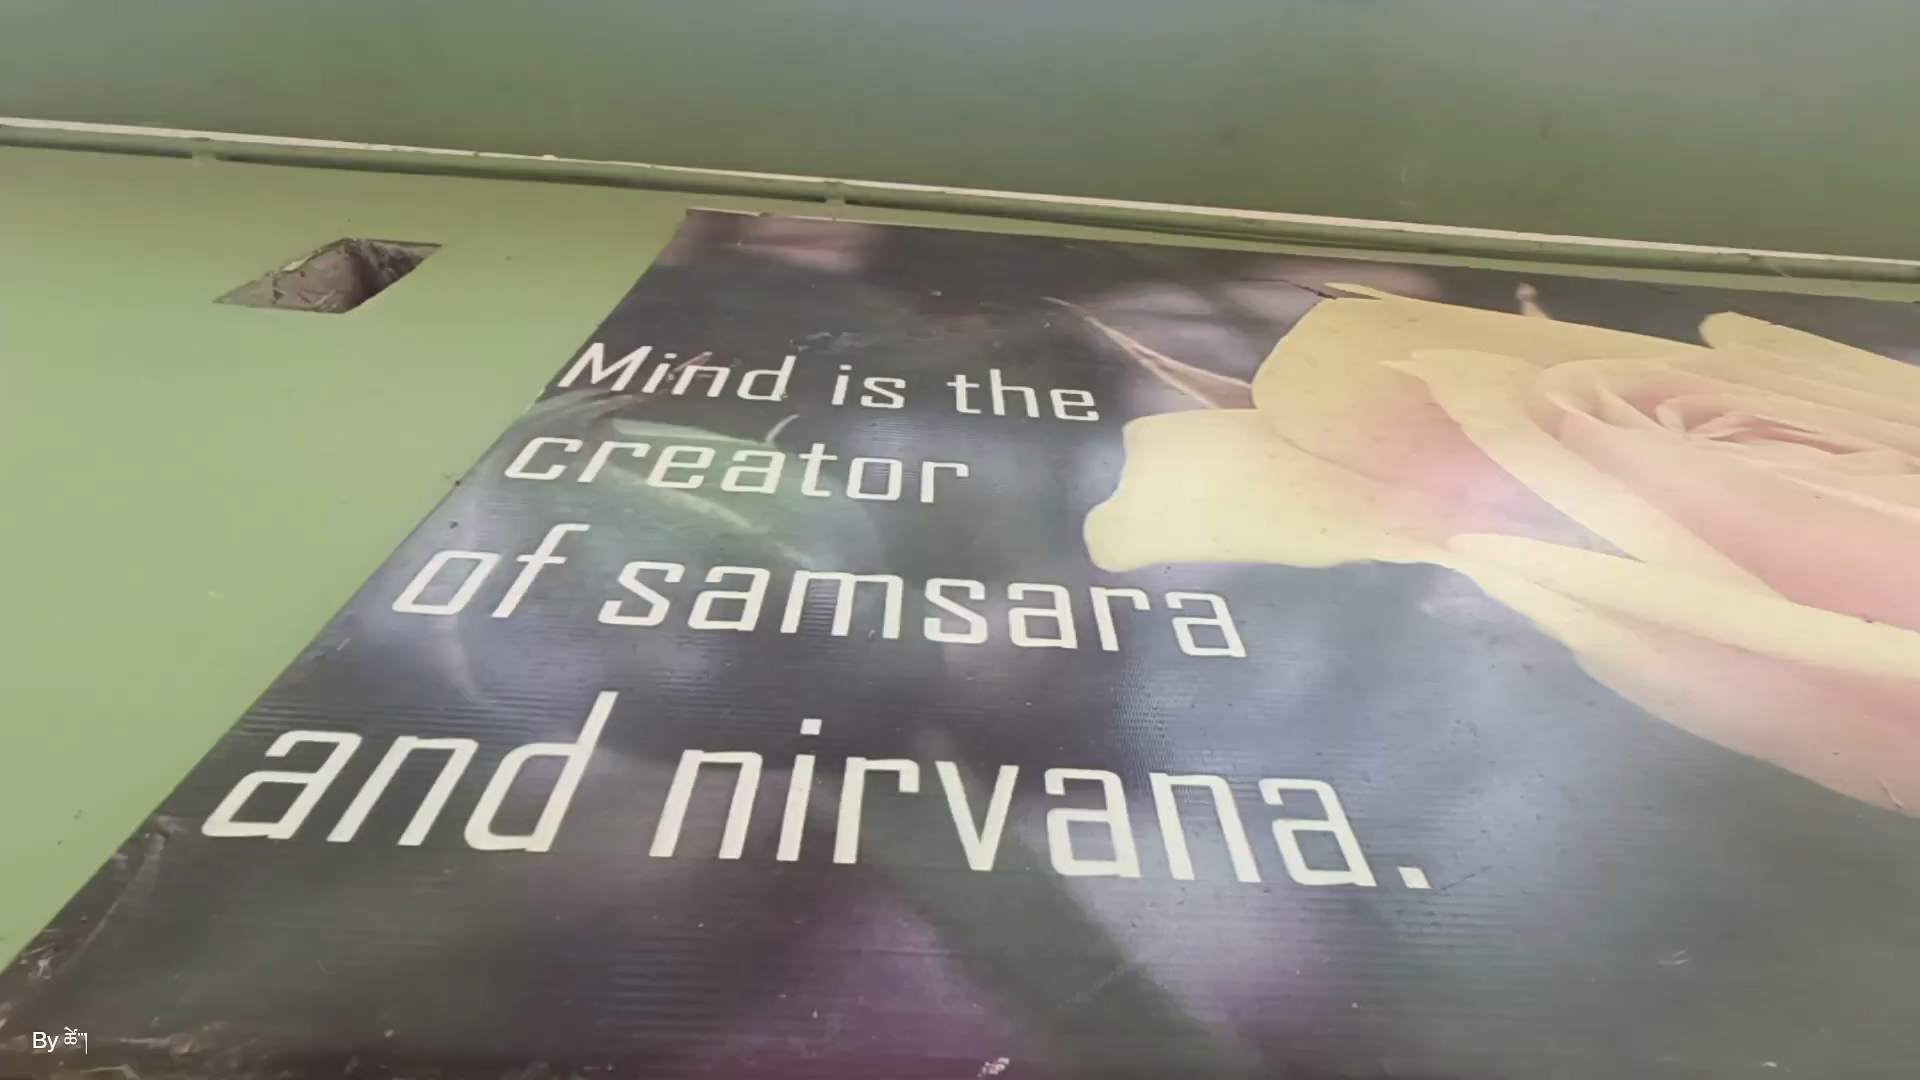 Mind is the
creator
of samsara
and nirvana.
By